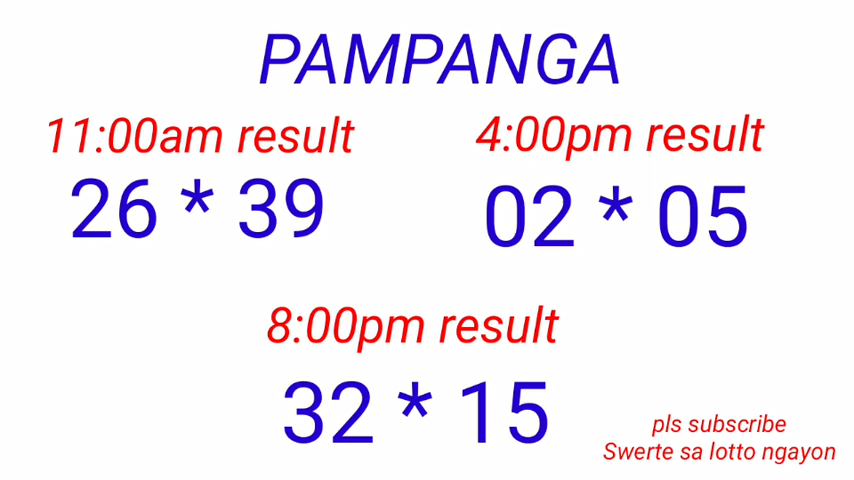 PAMPANGA
11:00am result
26 * 39
4:00pm result
02 * 05
8:00pm result
32 * 15
pls subscribe
Swerte sa lotto ngayon